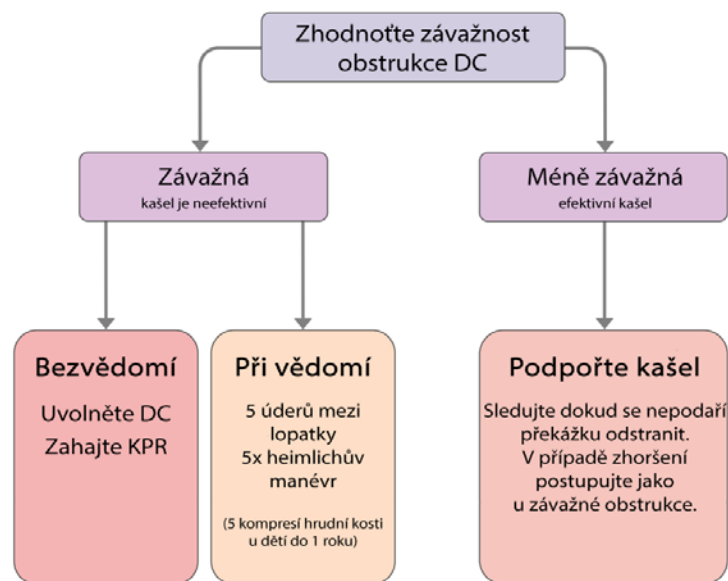 Zhodnoťte závažnost
obstrukce DC
Závažná
kašel je neefektivní
Méně závažná
efektivní kašel
Bezvědomí
Uvolněte DC
Zahajte KPR
Při vědomí
5 úderů mezi
lopatky
5x heimlichův
manévr
(5 kompresí hrudní kosti
u dětí do 1 roku)
Podpořte kašel
Sledujte dokud se nepodaří
překážku odstranit.
V případě zhoršení
postupujte jako
u závažné obstrukce.